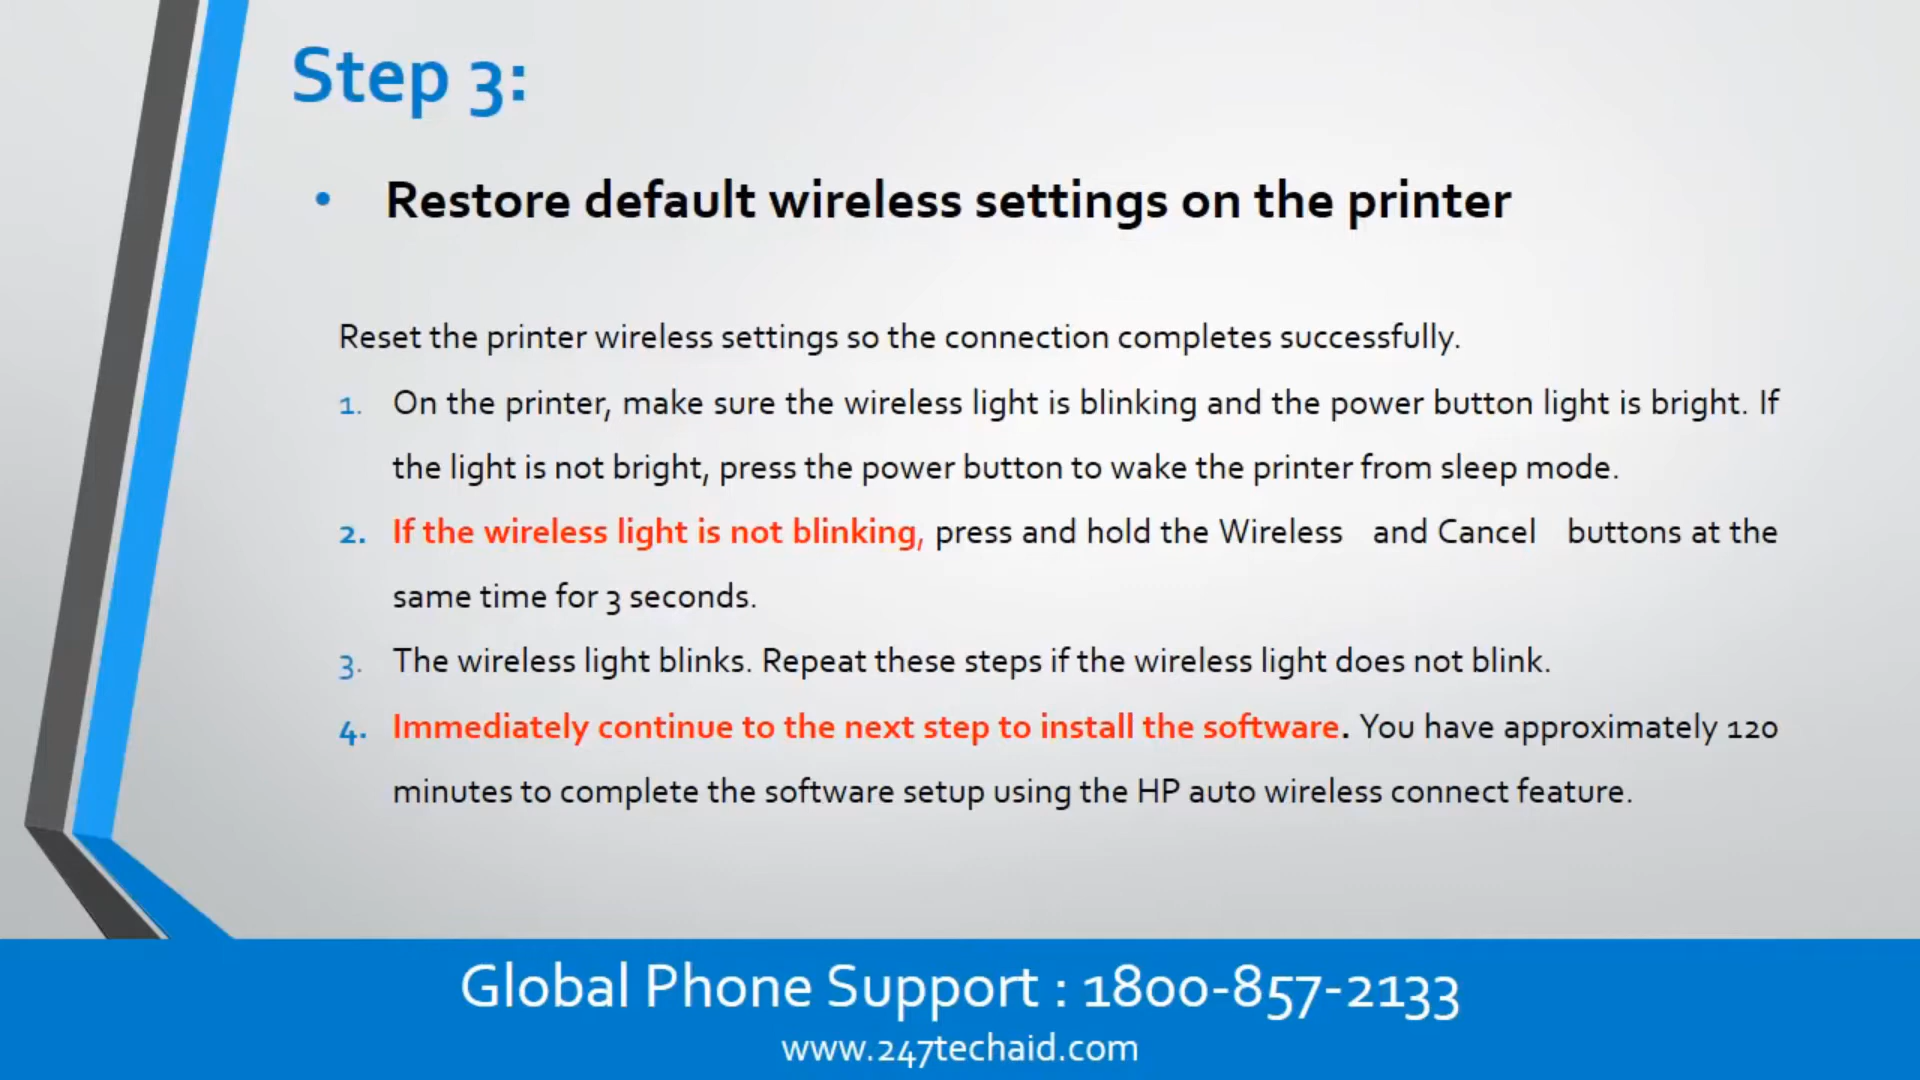 Step 3:
• Restore default wireless settings on the printer
Reset the printer wireless settings so the connection completes successfully.
1. On the printer, make sure the wireless light is blinking and the power button light is bright. If
the light is not bright, press the power button to wake the printer from sleep mode.
2. If the wireless light is not blinking, press and hold the Wireless and Cancel buttons at the
same time for 3 seconds.
3. The wireless light blinks. Repeat these steps if the wireless light does not blink.
4. Immediately continue to the next step to install the software. You have approximately 120
minutes to complete the software setup using the HP auto wireless connect feature.
Global Phone Support : 1800-857-2133
www.247techaid.com